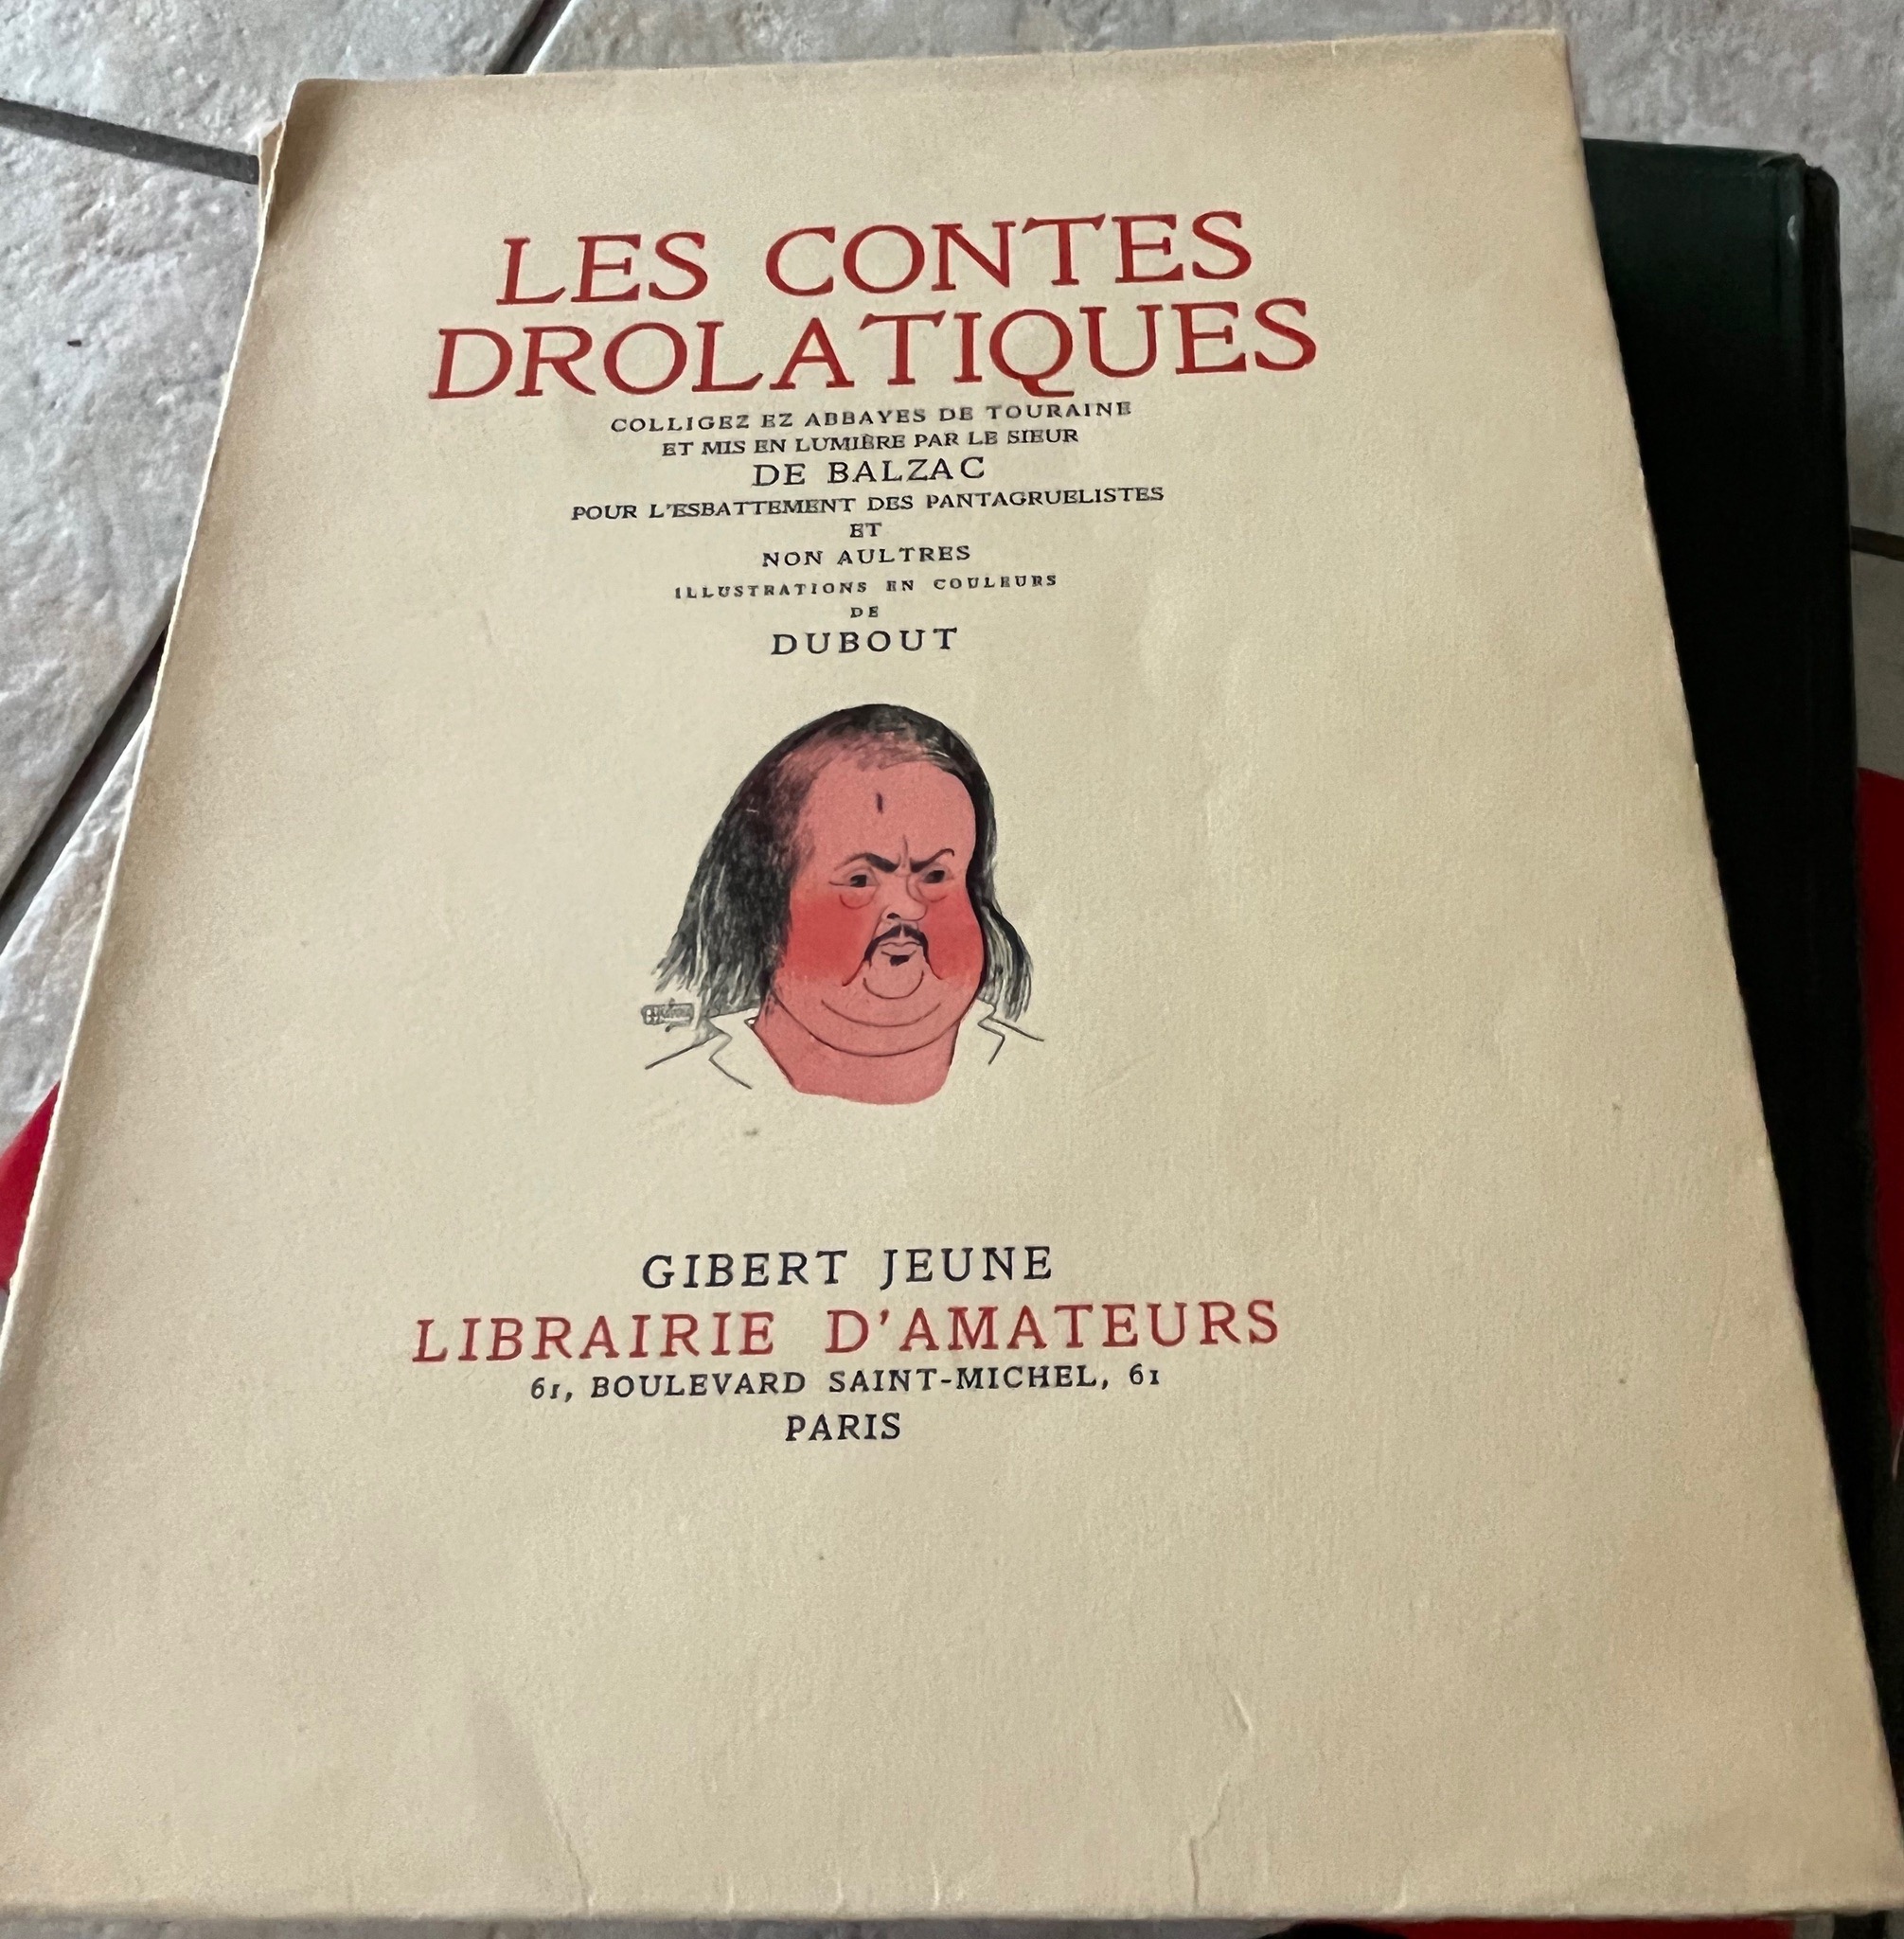 LES CONTES
DROLATIQUES
COLLIGEZ EZ ABBAYES DE TOURAINE
ET MIS EN LUMIÈRE PAR LE SIEUR
DE BALZAC
POUR L'ESBATTEMENT DES PANTAGRUELISTES
ET
NON AULTRES
ILLUSTRATIONS EN COULEURS
DE
DUBOUT
GIBERT JEUNE
LIBRAIRIE D'AMATEURS
61, BOULEVARD SAINT-MICHEL, 61
PARIS